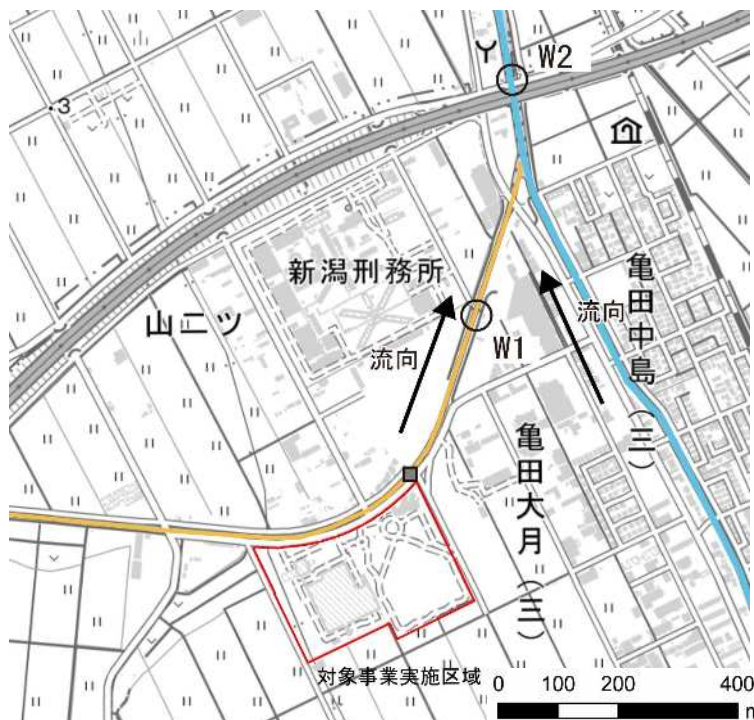 W2
3
新潟刑務所
山二ツ
流向
W1
流向
亀田中島（三）
亀田大月（三）
対象事業実施区域
0 100 200 400
m